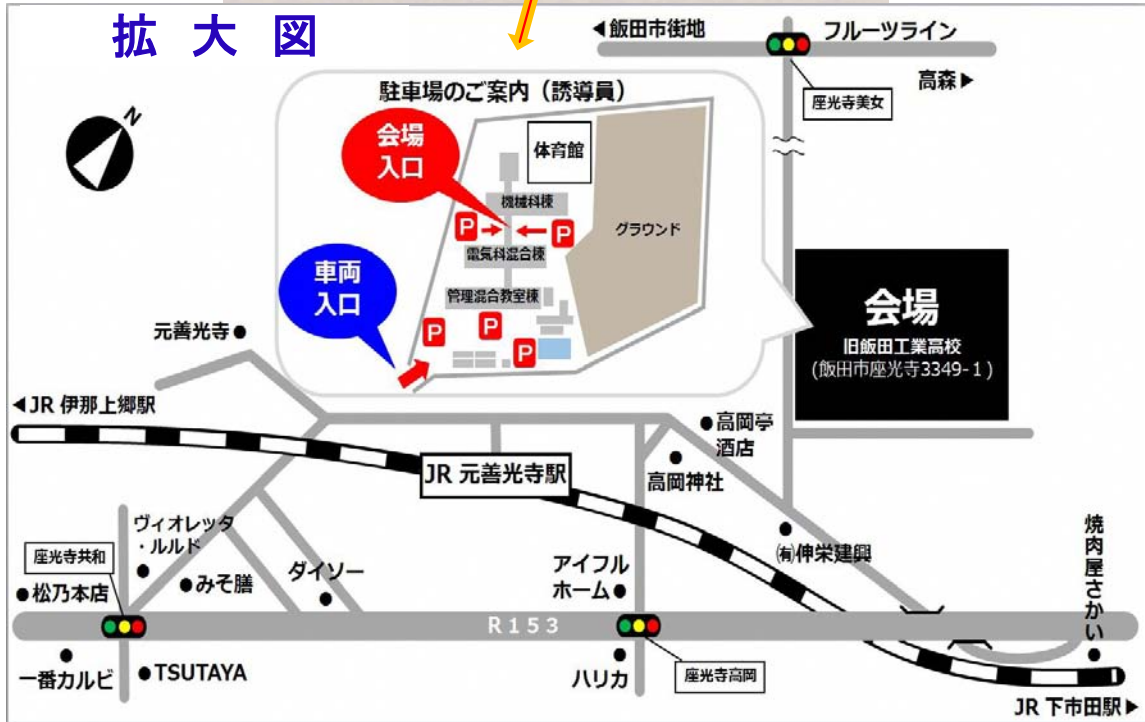 拡大図
◀飯田市街地
フルーツライン
高森▶
座光寺美女
N
駐車場のご案内（誘導員）
会場
入口
体育館
機械科棟
P
P
グラウンド
電気科混合棟
車両
入口
管理混合教室棟
P
P
P
会場
旧飯田工業高校
(飯田市座光寺3349-1)
元善光寺
◀JR 伊那上郷駅
高岡亭
酒店
JR 元善光寺駅
高岡神社
ヴィオレッタ
・ルルド
座光寺共和
松乃本店
みそ膳
ダイソー
アイフル
ホーム
㈲伸栄建興
焼肉屋さかい
R153
一番カルビ
TSUTAYA
ハリカ
座光寺高岡
JR 下市田駅▶